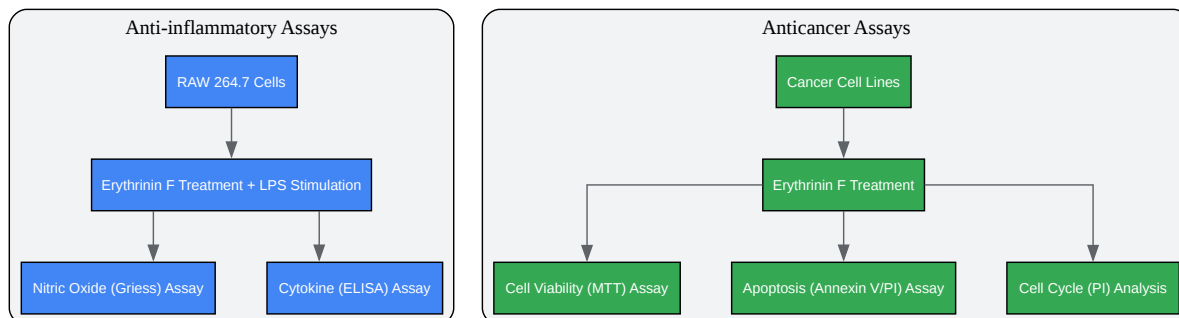 Anti-inflammatory Assays
RAW 264.7 Cells
Erythrinin F Treatment + LPS Stimulation
Nitric Oxide (Griess) Assay
Cytokine (ELISA) Assay
Anticancer Assays
Cancer Cell Lines
Erythrinin F Treatment
Cell Viability (MTT) Assay
Apoptosis (Annexin V/PI) Assay
Cell Cycle (PI) Analysis